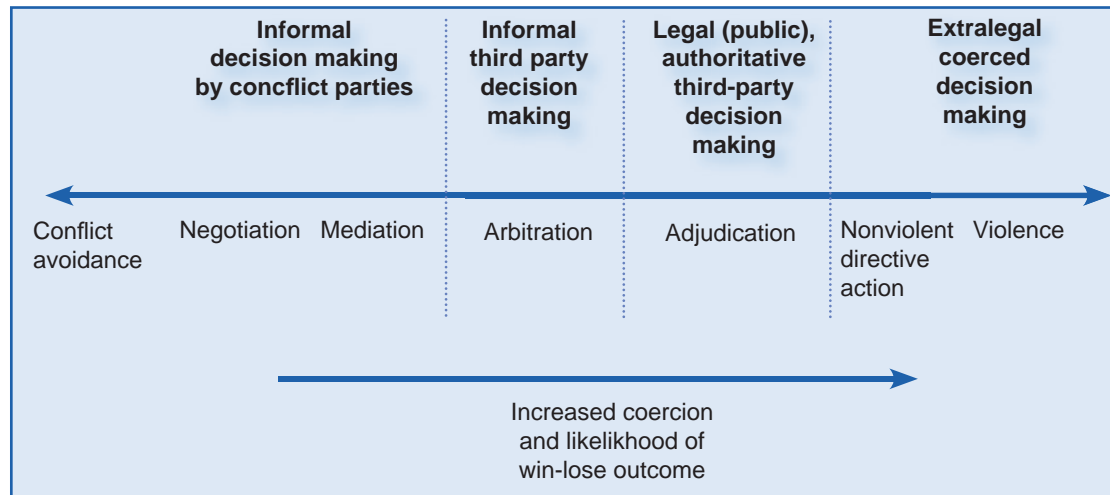 Informal
decision making
by concflict parties
Informal
third party
decision
making
Legal (public),
authoritative
third-party
decision
making
Extralegal
coerced
decision
making
Conflict
avoidance
Negotiation
Mediation
Arbitration
Adjudication
Nonviolent
directive
action
Violence
Increased coercion
and likelikhood of
win-lose outcome